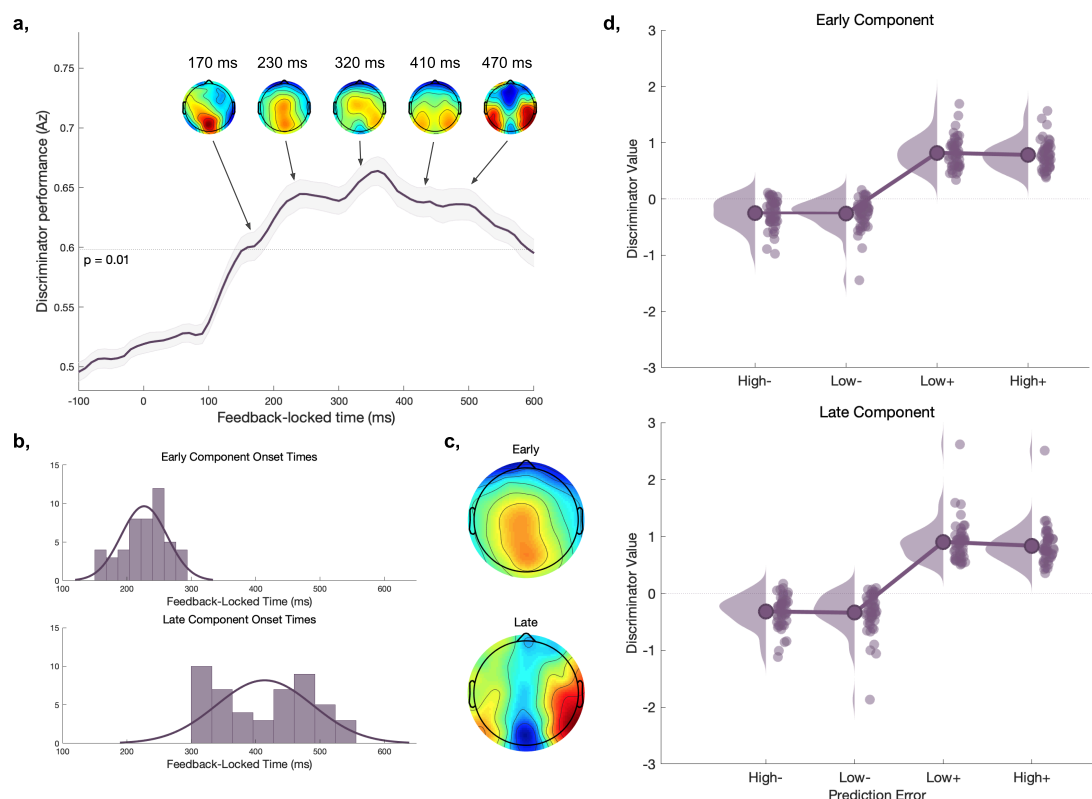 a,
170 ms 230 ms 320 ms 410 ms 470 ms
0.75
0.7
0.65
0.6
0.55
0.5
Discriminator performance (Az)
p = 0.01
-100 0 100 200 300 400 500 600
Feedback-locked time (ms)
b,
Early Component Onset Times
15
10
5
0
100 200 300 400 500 600
Feedback-Locked Time (ms)
Late Component Onset Times
15
10
5
0
100 200 300 400 500 600
Feedback-Locked Time (ms)
c,
Early
Late
d,
Early Component
3
2
1
0
-1
-2
-3
Discriminator Value
High- Low- Low+ High+
Late Component
3
2
1
0
-1
-2
-3
Discriminator Value
High- Low- Low+ High+
Prediction Error